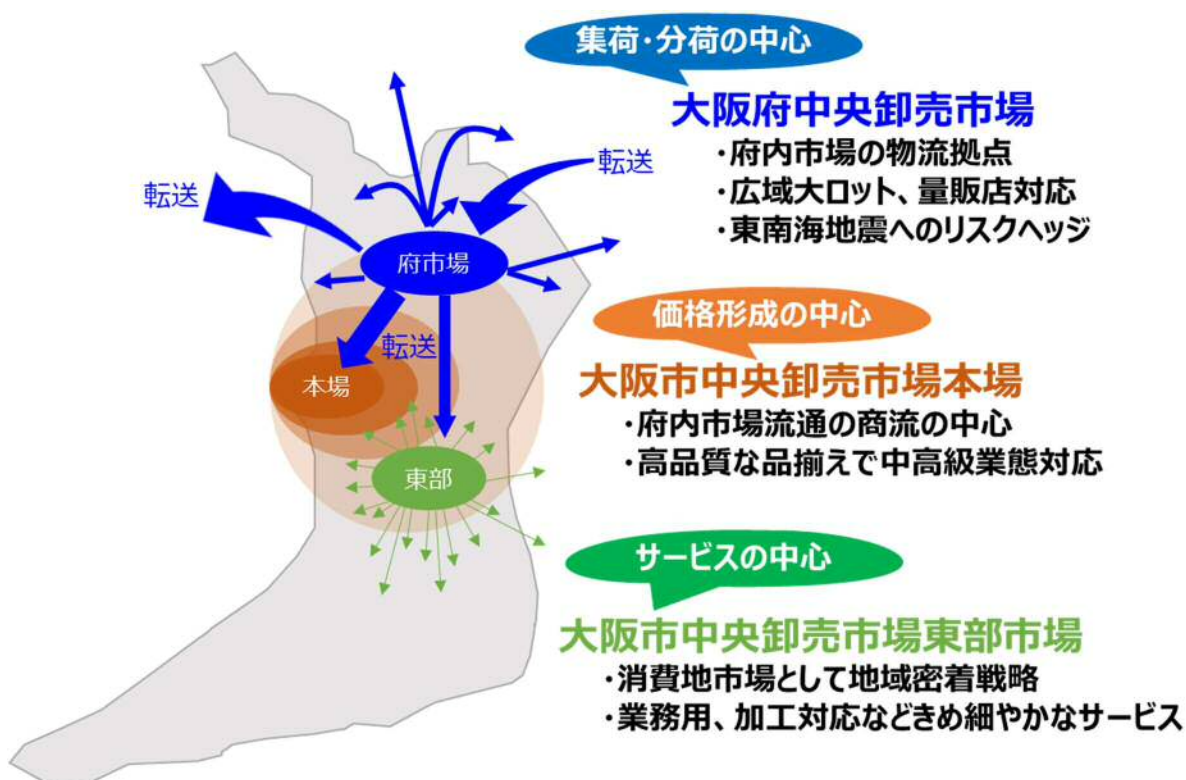 集荷・分荷の中心
大阪府中央卸売市場
・府内市場の物流拠点
・広域大ロット、量販店対応
・東南海地震へのリスクヘッジ
転送
転送
府市場
転送
本場
東部
価格形成の中心
大阪市中央卸売市場本場
・府内市場流通の商流の中心
・高品質な品揃えで中高級業態対応
サービスの中心
大阪市中央卸売市場東部市場
・消費地市場として地域密着戦略
・業務用、加工対応などきめ細やかなサービス